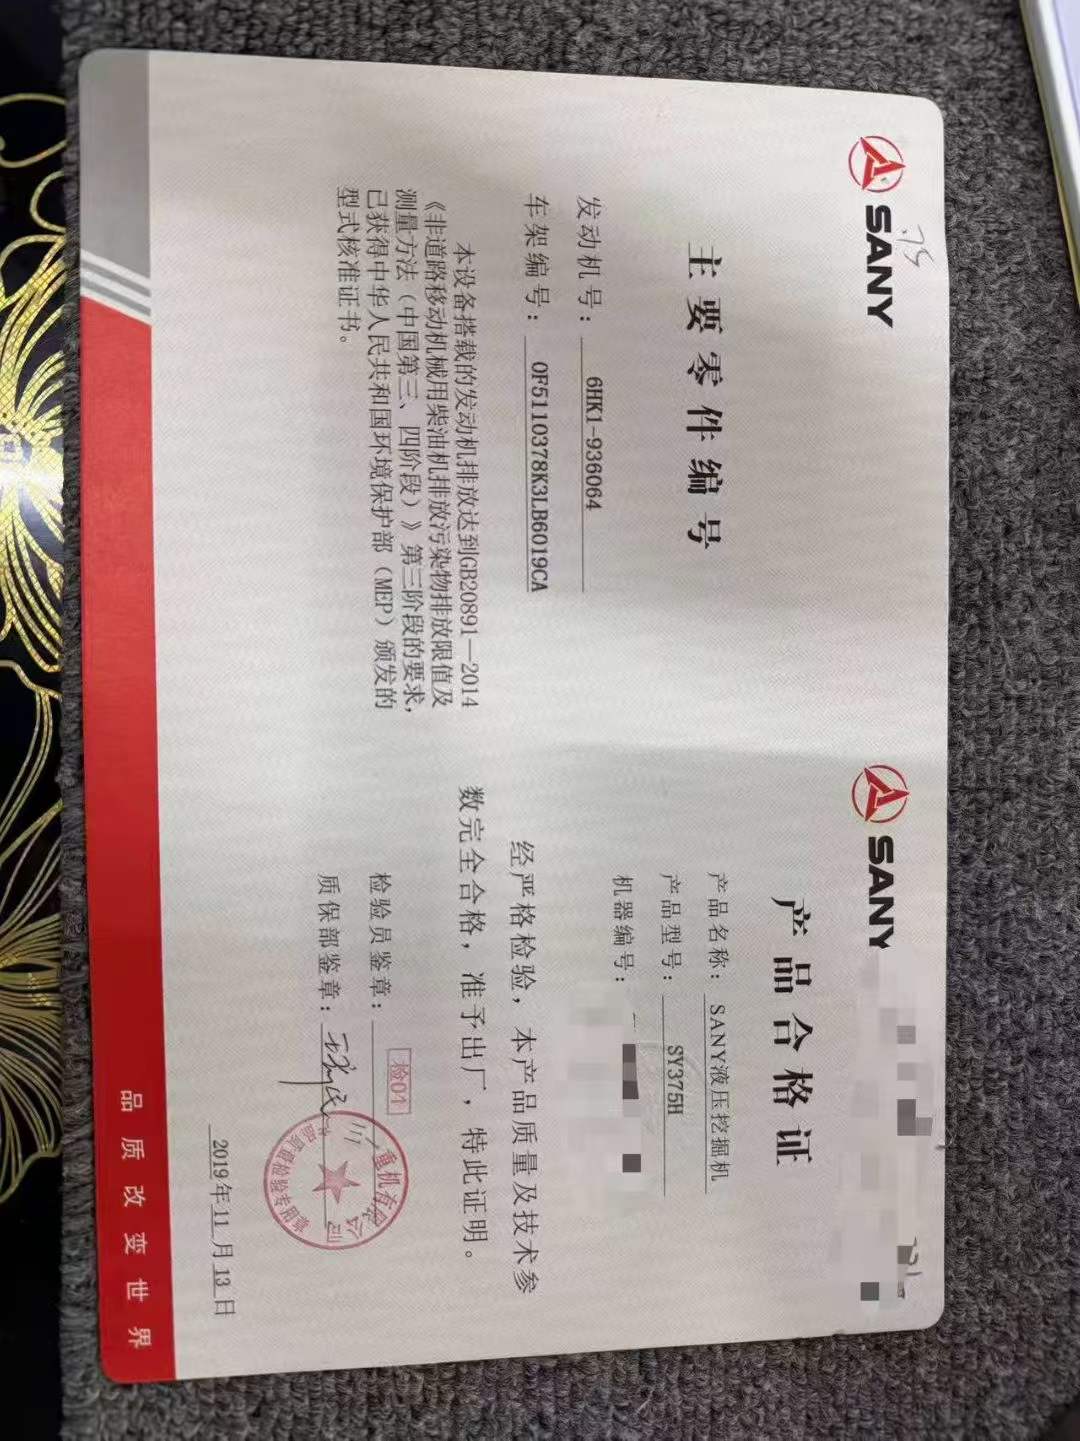 SANY
主要零件编号
发动机号：6HK1-936064
车架编号：0F5110378K3LB6019CA
本设备搭载的发动机排放达到GB20891—2014
《非道路移动机械用柴油机排放污染物排放限值及
测量方法（中国第三、四阶段）》第三阶段的要求，
已获得中华人民共和国环境保护部（MEP）颁发的
型式核准证书。
SANY
产品合格证
产品名称：SANY液压挖掘机
产品型号：SY375H
机器编号：
经严格检验，本产品质量及技术参
数完全合格，准予出厂，特此证明。
检验员鉴章：检01
质保部鉴章：
重机有限公司
2019年11月13日
品质改变世界